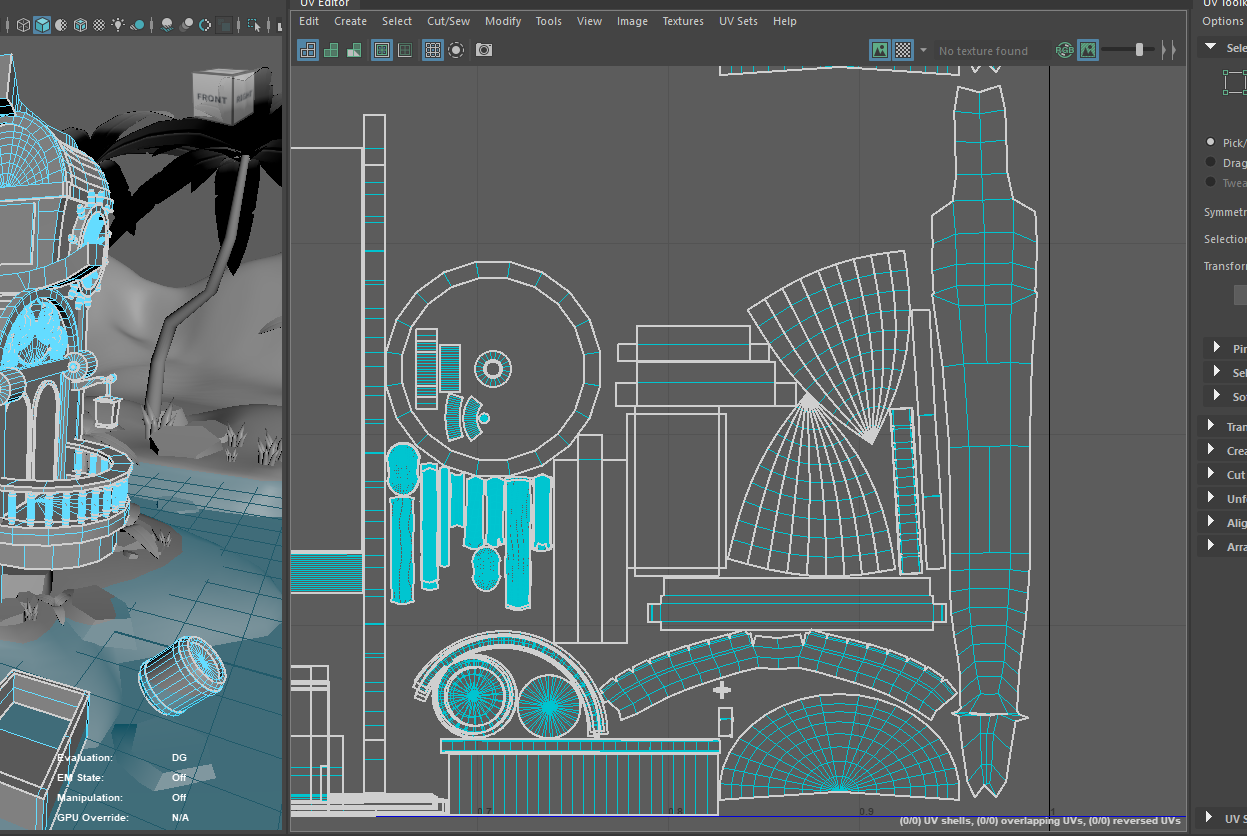 UV Editor
UV Toolk
Edit Create Select Cut/Sew Modify Tools View Image Textures UV Sets Help
Options
No texture found
RGB
Sele
FRONT RIGHT
Pick/
Drag
Twea
Symmetr
Selection
Transforn
Pin
Sel
So
Tran
Crea
Cut
Unfo
Alig
Arra
Evaluation: DG
EM State: Off
Manipulation: Off
GPU Override: N/A
0.7 0.8 0.9 1
(0/0) UV shells, (0/0) overlapping UVs, (0/0) reversed UVs
UV S